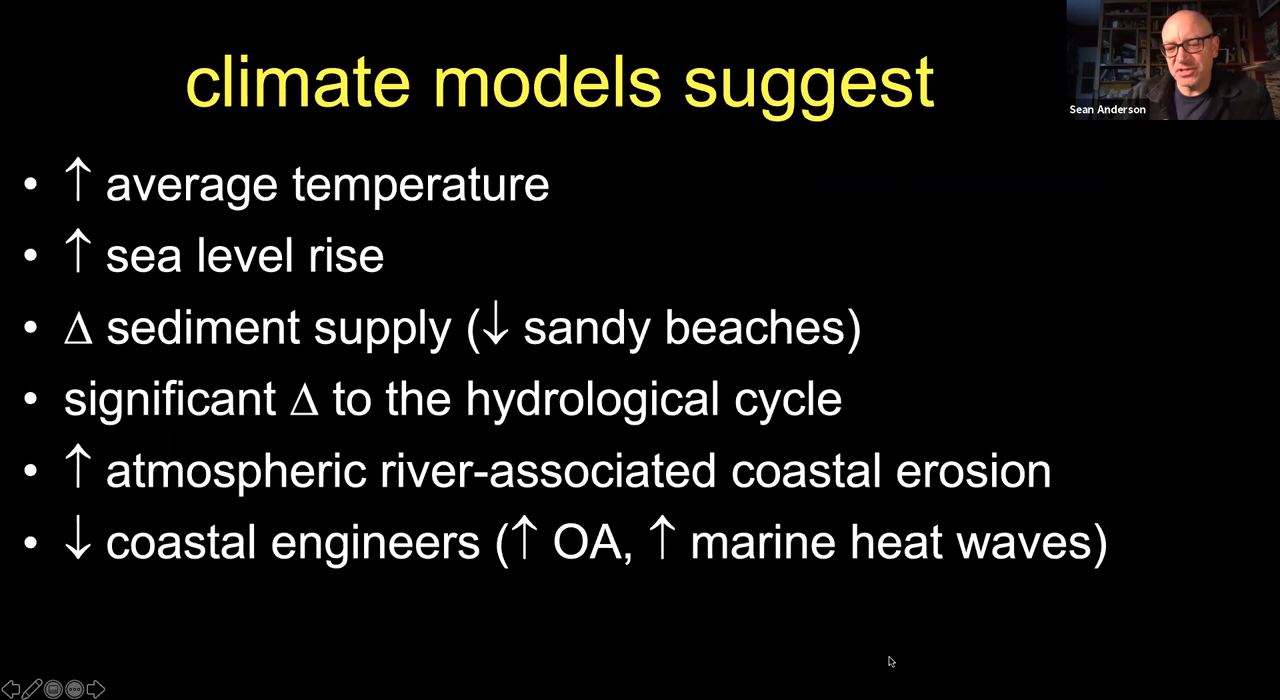 climate models suggest
Sean Anderson
• ↑ average temperature
• ↑ sea level rise
• Δ sediment supply (↓ sandy beaches)
• significant Δ to the hydrological cycle
• ↑ atmospheric river-associated coastal erosion
• ↓ coastal engineers (↑ OA, ↑ marine heat waves)